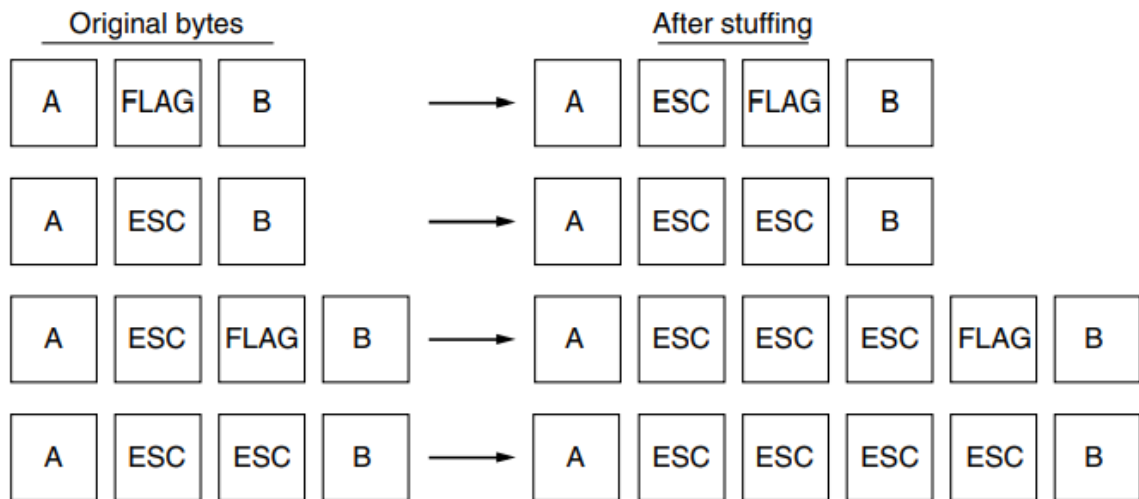 Original bytes After stuffing
A FLAG B A ESC FLAG B
A ESC B A ESC ESC B
A ESC FLAG B A ESC ESC ESC FLAG B
A ESC ESC B A ESC ESC ESC ESC B